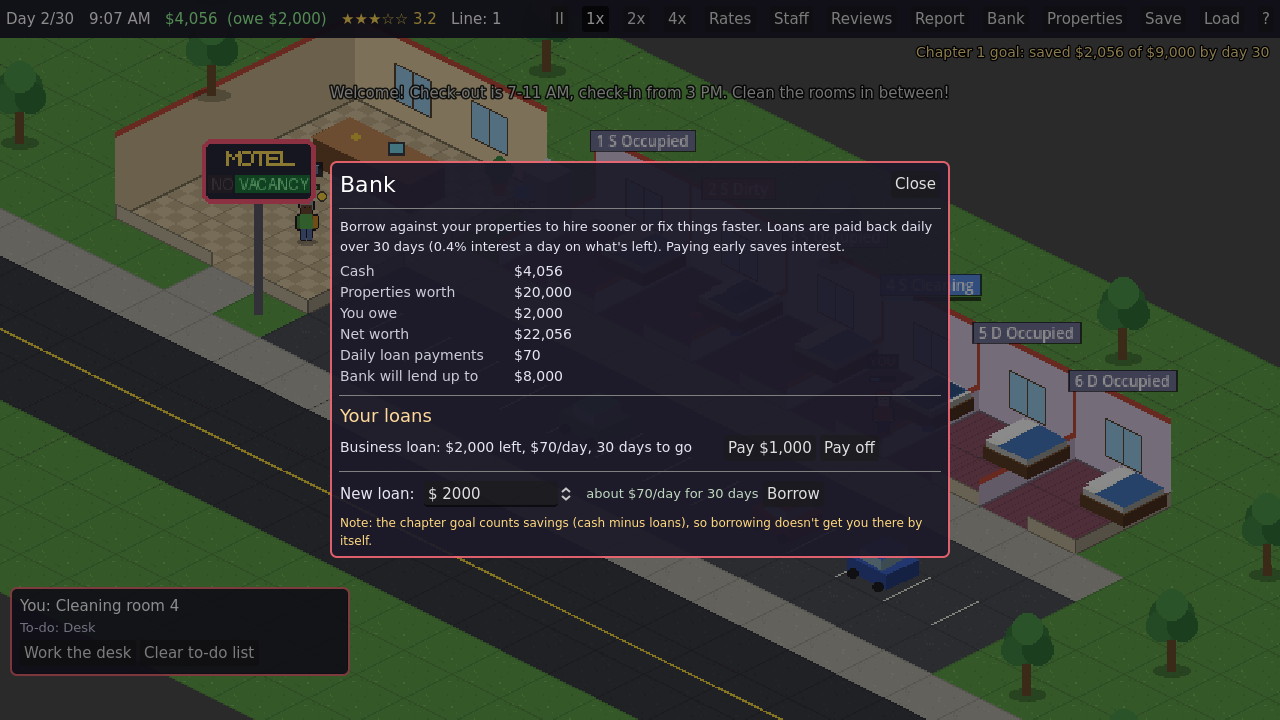 Day 2/30 9:07 AM $4,056 (owe $2,000) ★★★☆☆ 3.2 Line: 1 II 1x 2x 4x Rates Staff Reviews Report Bank Properties Save Load ?
Chapter 1 goal: saved $2,056 of $9,000 by day 30
Welcome! Check-out is 7-11 AM, check-in from 3 PM. Clean the rooms in between!
1 S Occupied
MOTEL
NO VACANCY
2 S Dirty
4 S Cleaning
5 D Occupied
6 D Occupied
Bank
Close
Borrow against your properties to hire sooner or fix things faster. Loans are paid back daily
over 30 days (0.4% interest a day on what's left). Paying early saves interest.
Cash $4,056
Properties worth $20,000
You owe $2,000
Net worth $22,056
Daily loan payments $70
Bank will lend up to $8,000
Your loans
Business loan: $2,000 left, $70/day, 30 days to go Pay $1,000 Pay off
New loan: $ 2000 about $70/day for 30 days Borrow
Note: the chapter goal counts savings (cash minus loans), so borrowing doesn't get you there by
itself.
You: Cleaning room 4
To-do: Desk
Work the desk Clear to-do list